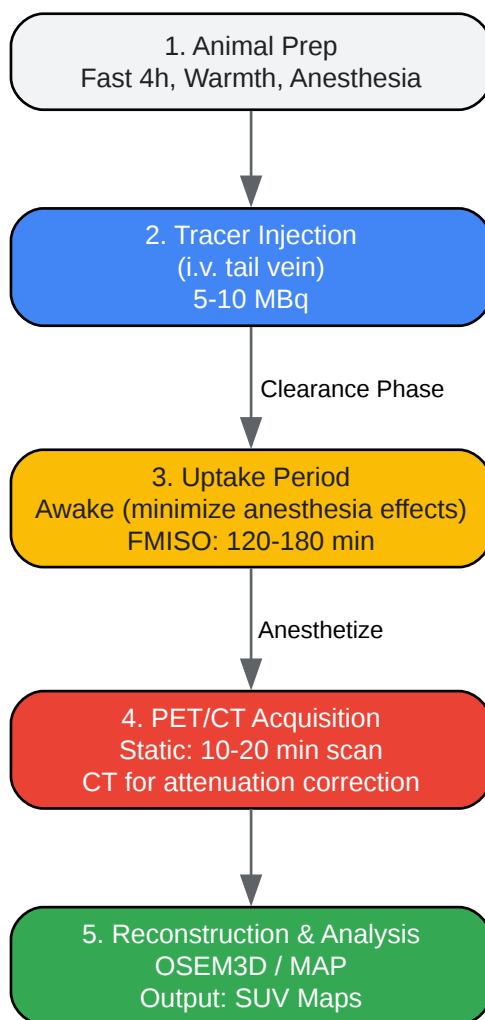 1. Animal Prep
Fast 4h, Warmth, Anesthesia
2. Tracer Injection
(i.v. tail vein)
5-10 MBq
Clearance Phase
3. Uptake Period
Awake (minimize anesthesia effects)
FMISO: 120-180 min
Anesthetize
4. PET/CT Acquisition
Static: 10-20 min scan
CT for attenuation correction
5. Reconstruction & Analysis
OSEM3D / MAP
Output: SUV Maps